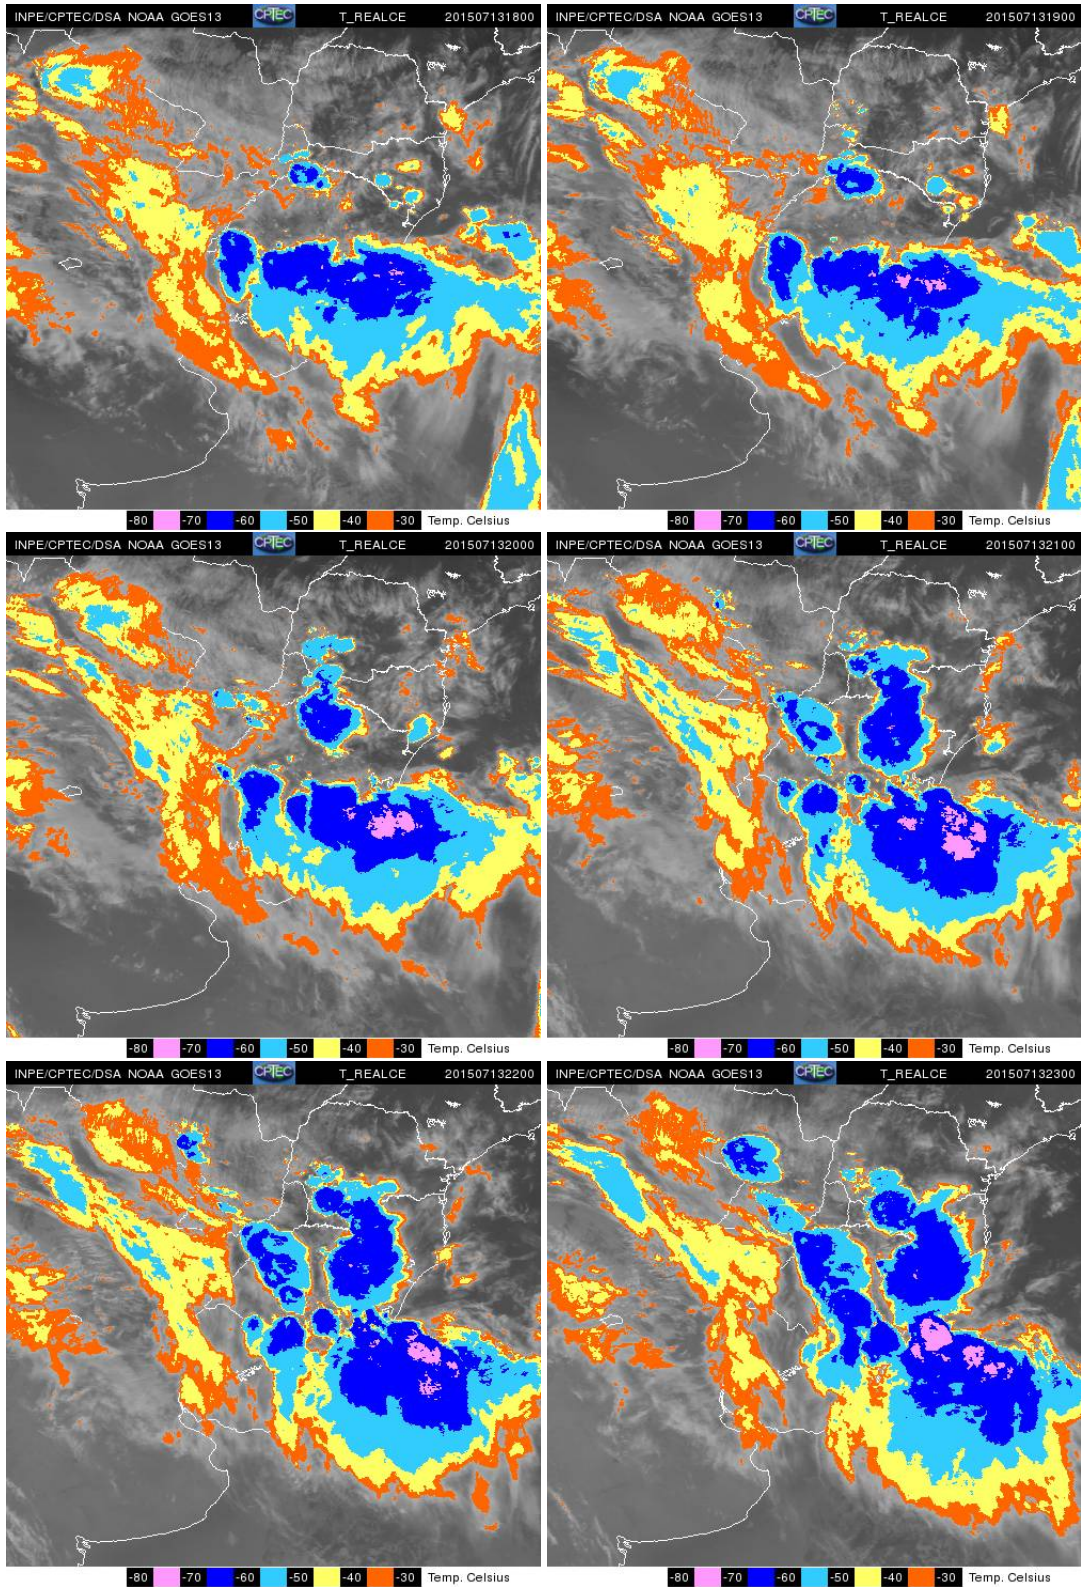 INPE/CPTEC/DSA NOAA GOES13 CPTEC T_REALCE 201507131800
INPE/CPTEC/DSA NOAA GOES13 CPTEC T_REALCE 201507131900
-80 -70 -60 -50 -40 -30 Temp. Celsius
-80 -70 -60 -50 -40 -30 Temp. Celsius
INPE/CPTEC/DSA NOAA GOES13 CPTEC T_REALCE 201507132000
INPE/CPTEC/DSA NOAA GOES13 CPTEC T_REALCE 201507132100
-80 -70 -60 -50 -40 -30 Temp. Celsius
-80 -70 -60 -50 -40 -30 Temp. Celsius
INPE/CPTEC/DSA NOAA GOES13 CPTEC T_REALCE 201507132200
INPE/CPTEC/DSA NOAA GOES13 CPTEC T_REALCE 201507132300
-80 -70 -60 -50 -40 -30 Temp. Celsius
-80 -70 -60 -50 -40 -30 Temp. Celsius